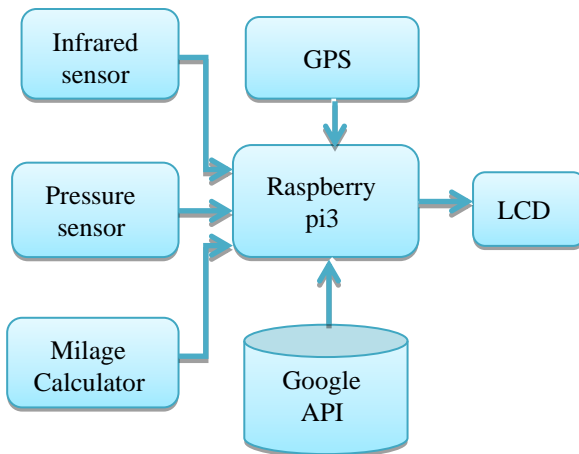 Infrared
sensor
GPS
Raspberry
pi3
LCD
Pressure
sensor
Milage
Calculator
Google
API